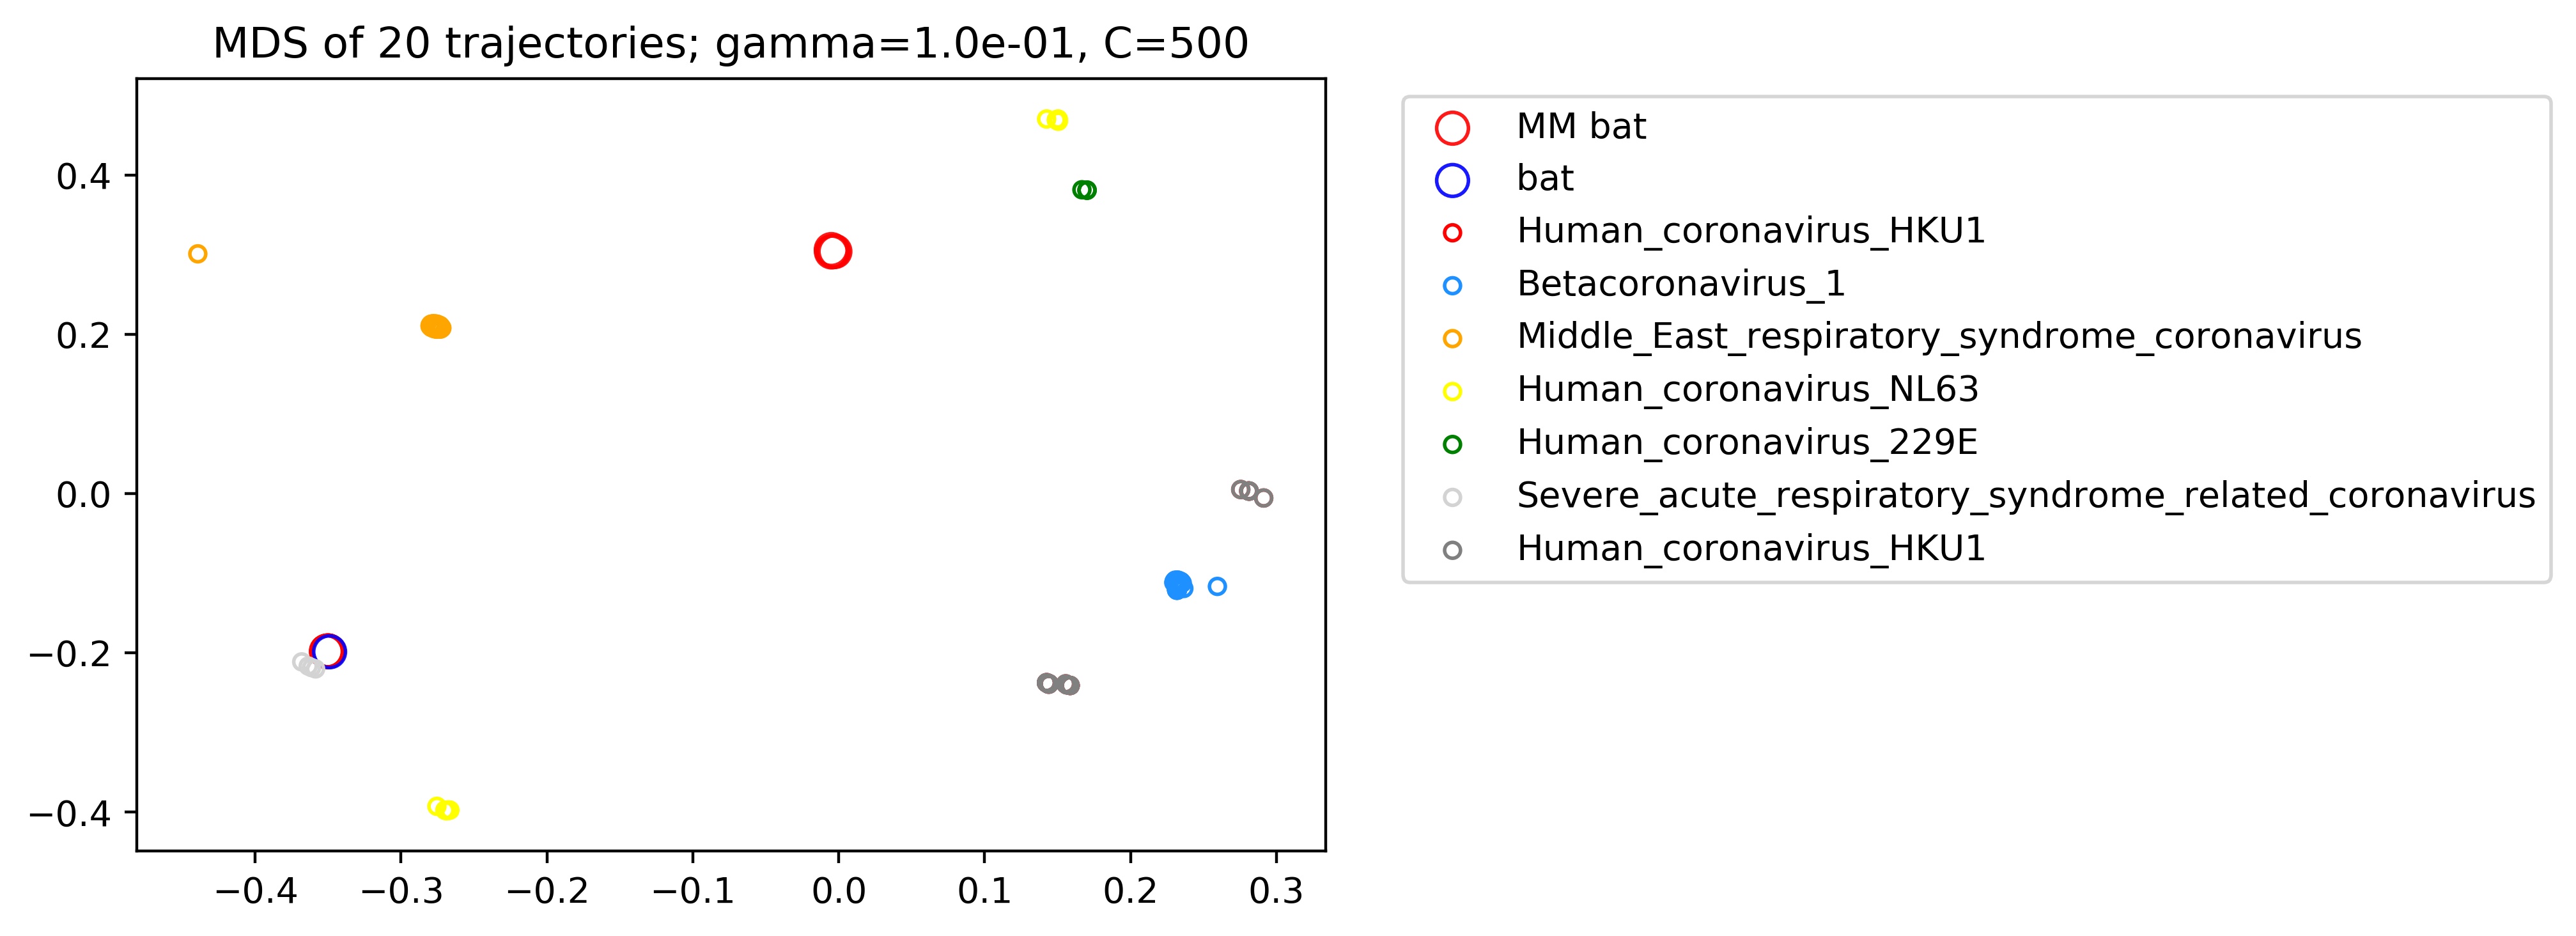 MDS of 20 trajectories; gamma=1.0e-01, C=500
0.4
0.2
0.0
−0.2
−0.4
−0.4 −0.3 −0.2 −0.1 0.0 0.1 0.2 0.3
MM bat
bat
Human_coronavirus_HKU1
Betacoronavirus_1
Middle_East_respiratory_syndrome_coronavirus
Human_coronavirus_NL63
Human_coronavirus_229E
Severe_acute_respiratory_syndrome_related_coronavirus
Human_coronavirus_HKU1